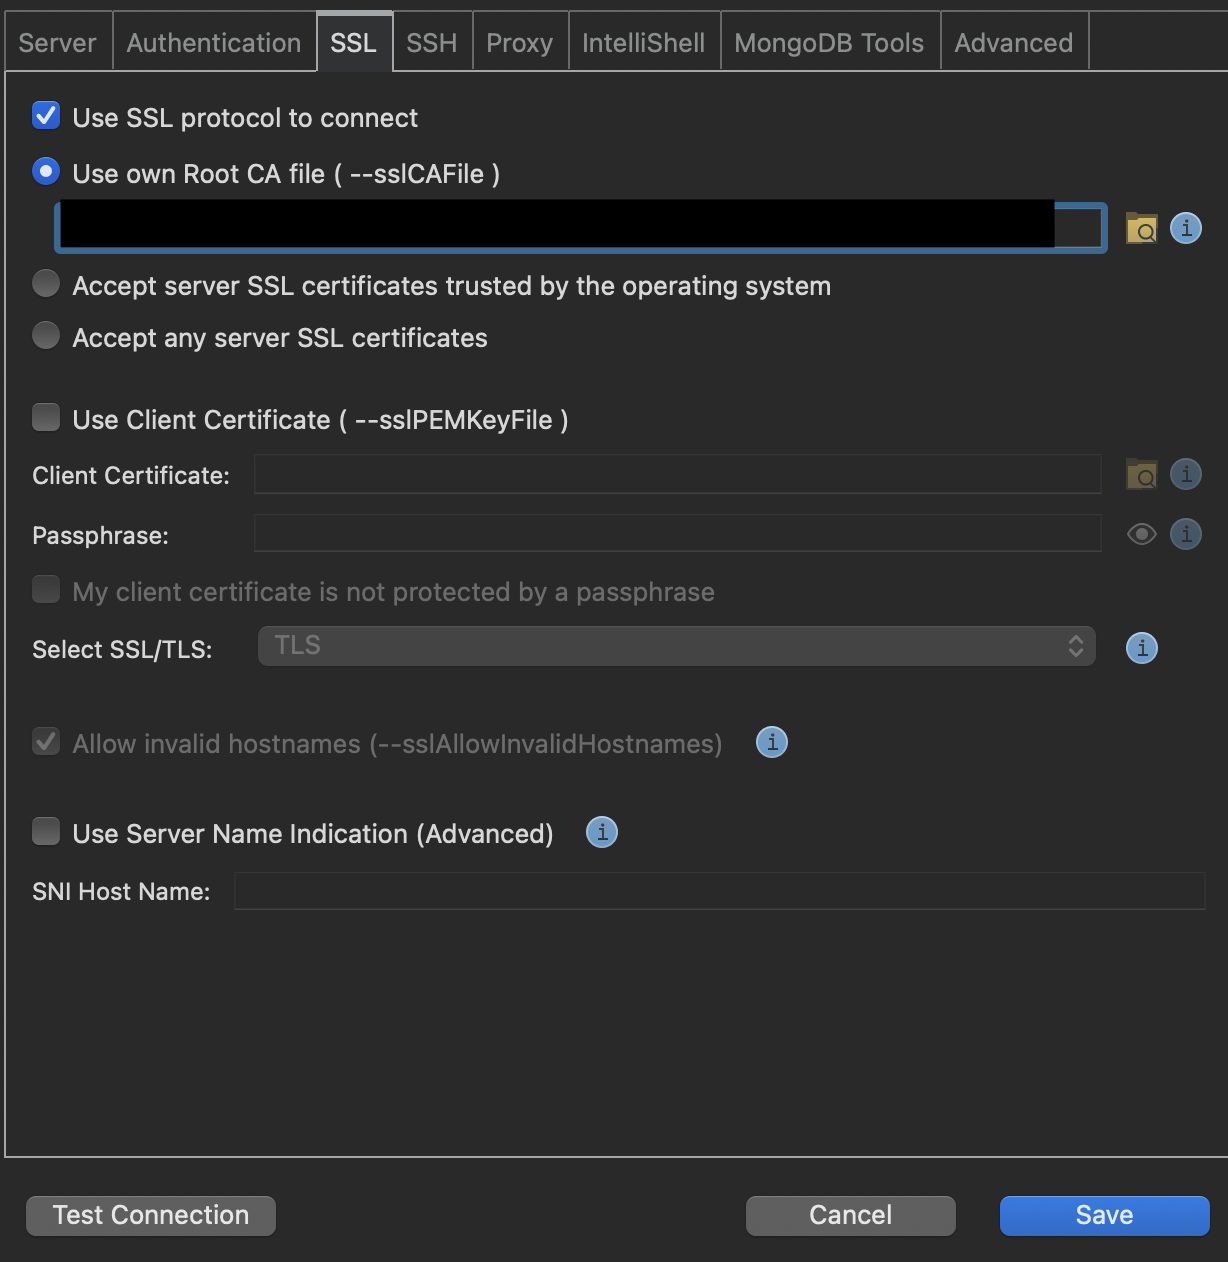 Server Authentication SSL SSH Proxy IntelliShell MongoDB Tools Advanced
Use SSL protocol to connect
Use own Root CA file ( --sslCAFile )
Accept server SSL certificates trusted by the operating system
Accept any server SSL certificates
Use Client Certificate ( --sslPEMKeyFile )
Client Certificate:
Passphrase:
My client certificate is not protected by a passphrase
Select SSL/TLS: TLS
Allow invalid hostnames (--sslAllowInvalidHostnames)
Use Server Name Indication (Advanced)
SNI Host Name:
Test Connection Cancel Save